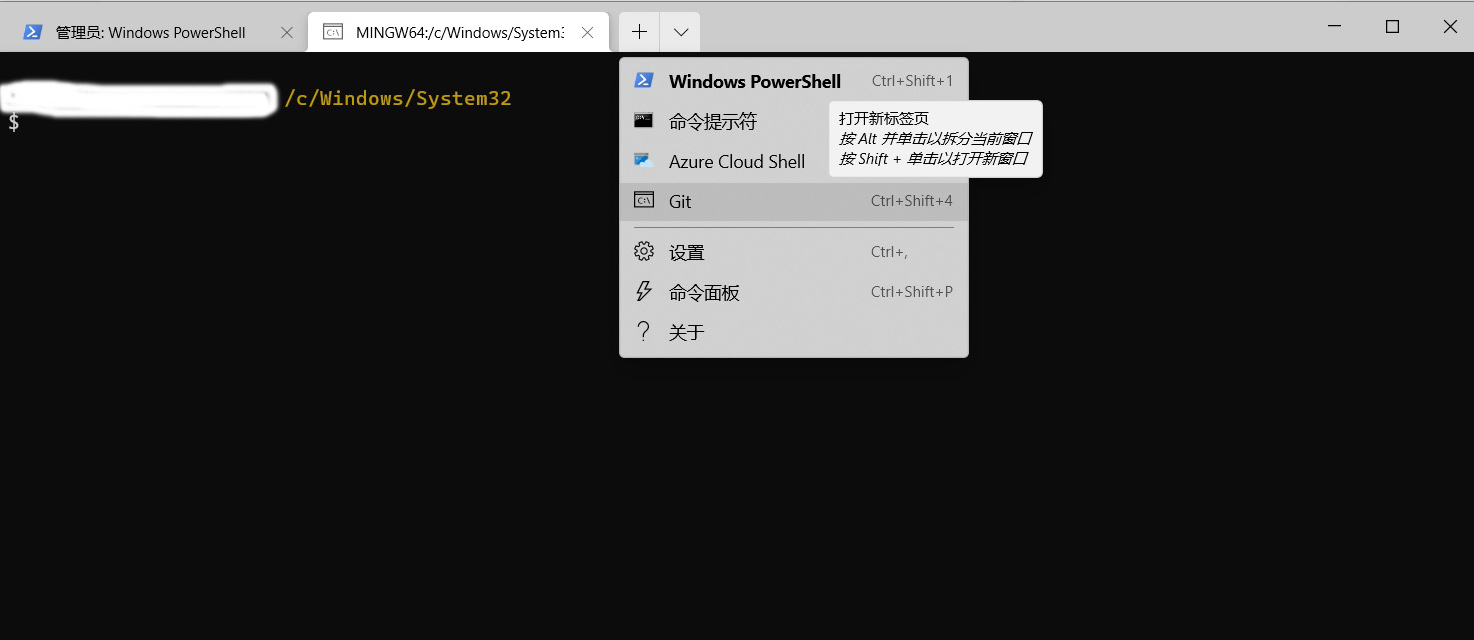 管理员: Windows PowerShell
MINGW64:/c/Windows/System3
/c/Windows/System32
$
Windows PowerShell Ctrl+Shift+1
命令提示符
Azure Cloud Shell
Git Ctrl+Shift+4
设置 Ctrl+,
命令面板 Ctrl+Shift+P
关于
打开新标签页
按 Alt 并单击以拆分当前窗口
按 Shift + 单击以打开新窗口